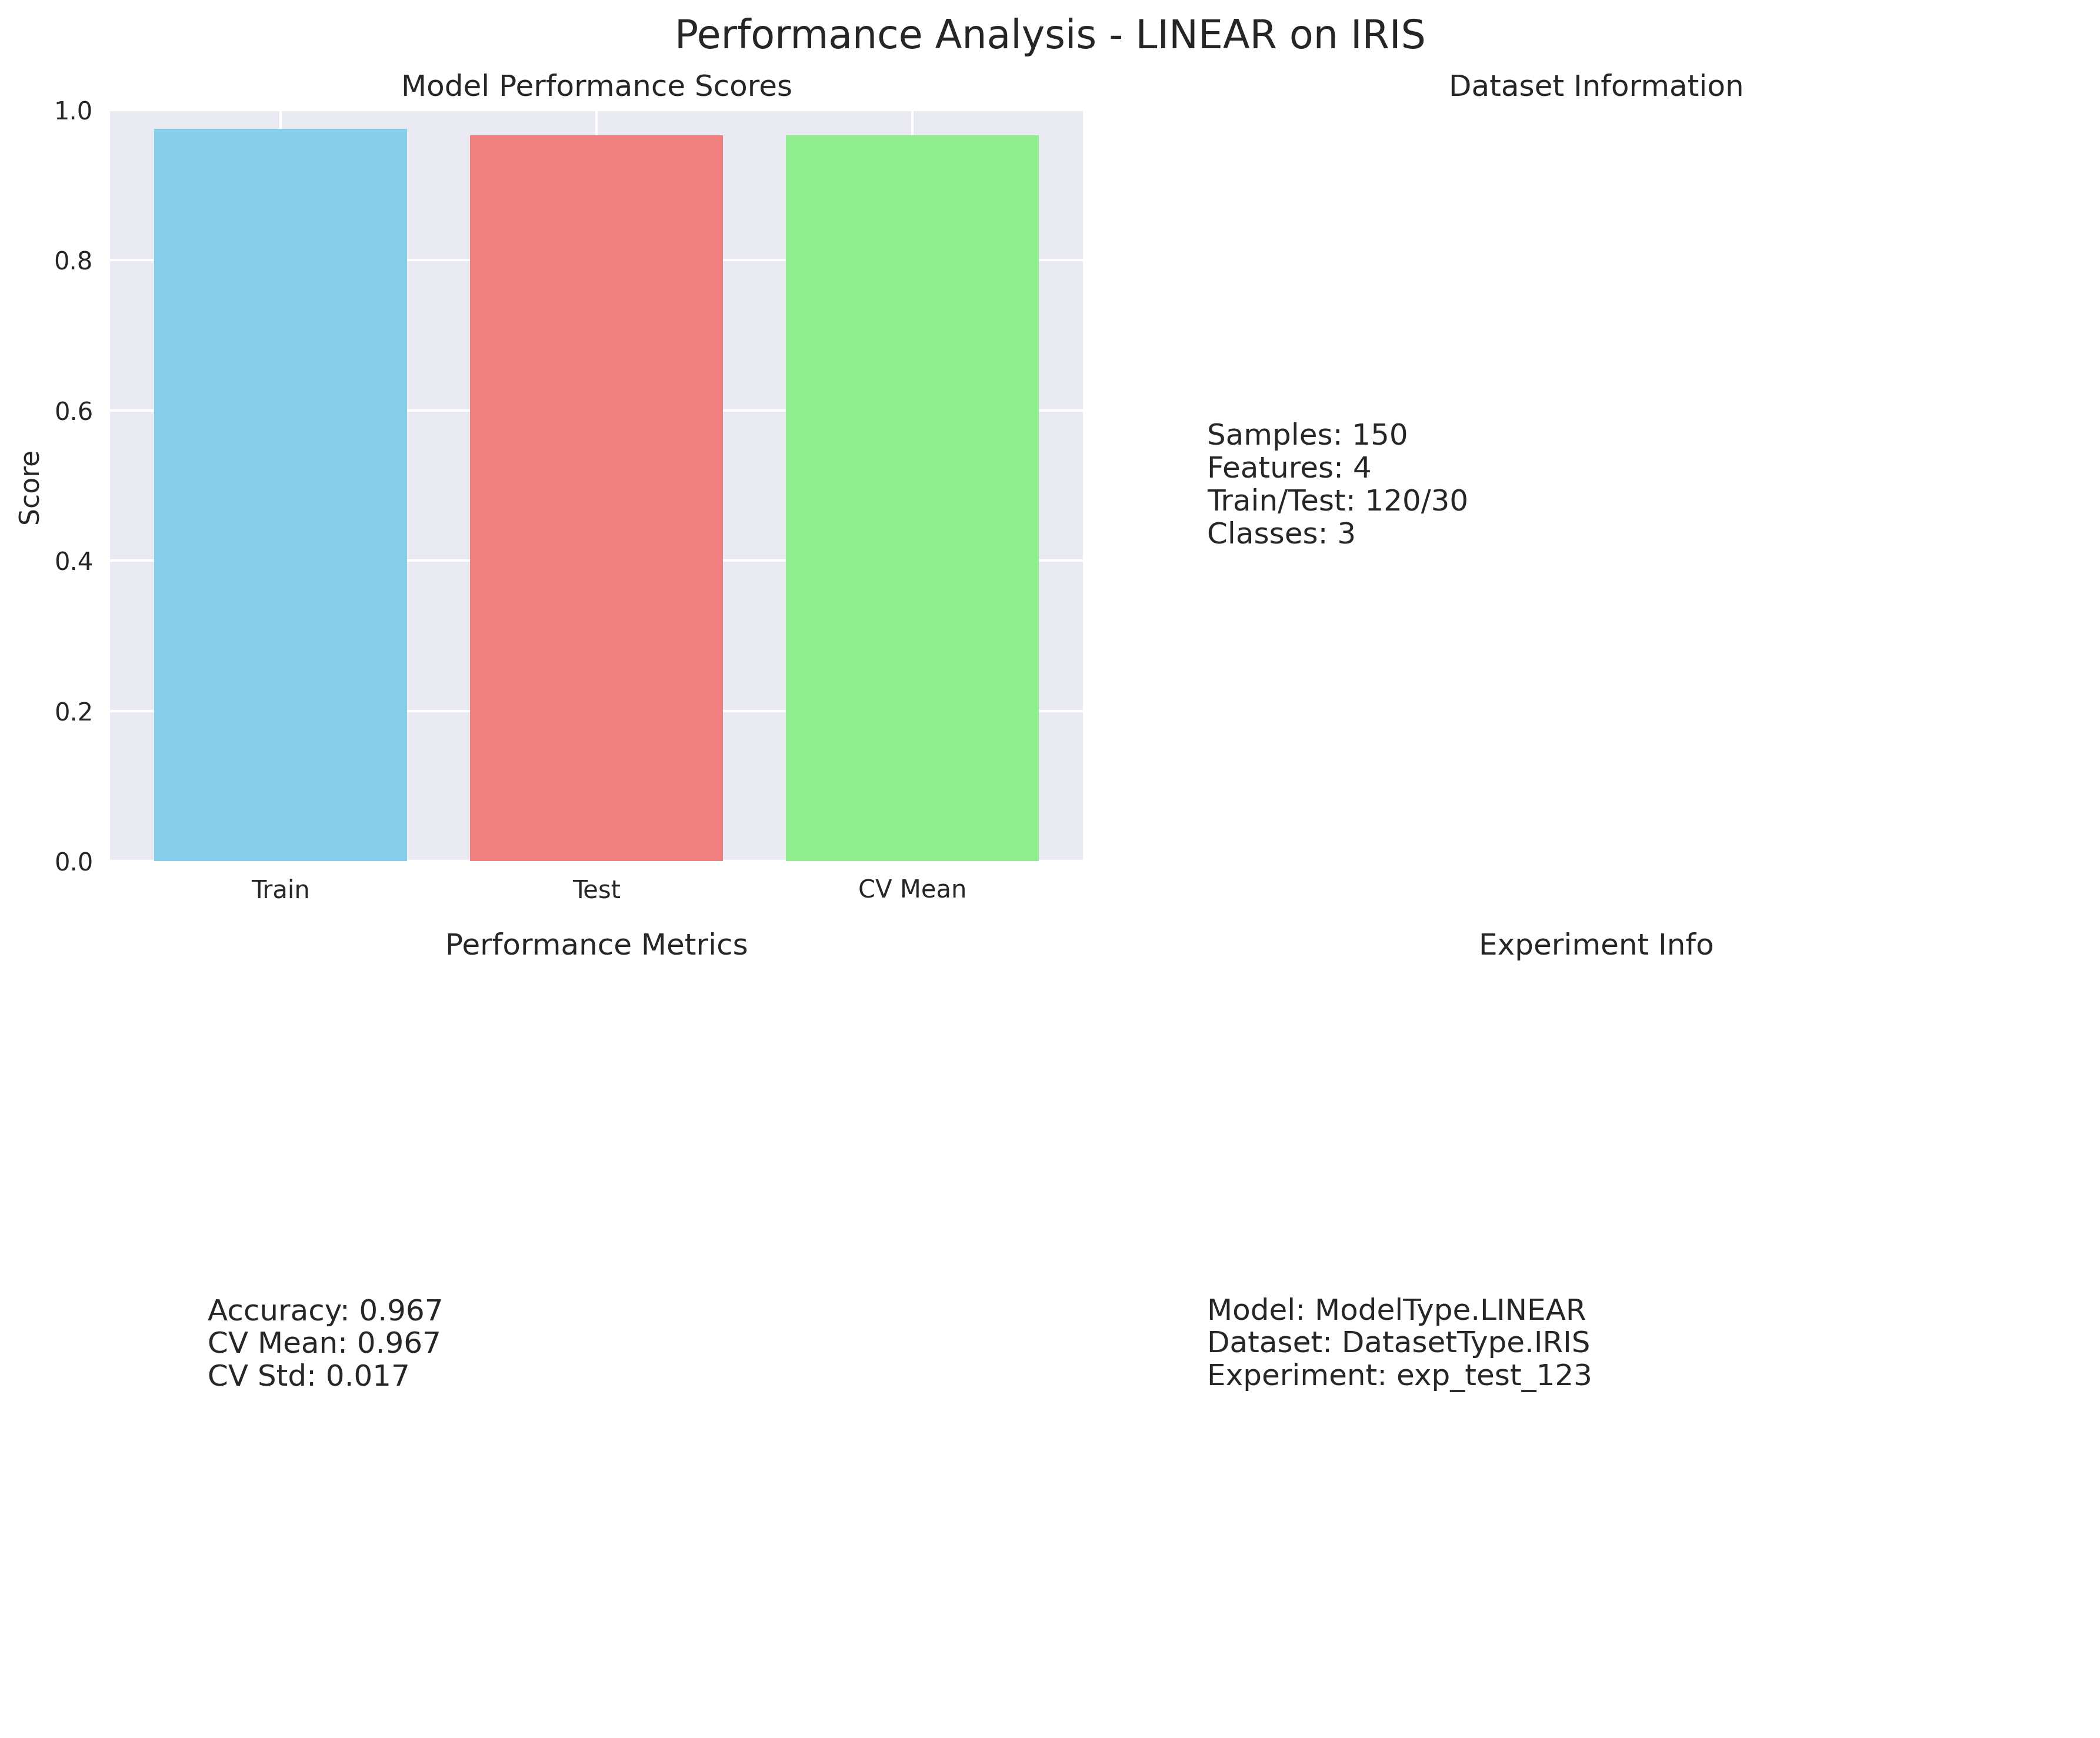 Performance Analysis - LINEAR on IRIS
Model Performance Scores
1.0
0.8
0.6
0.4
0.2
0.0
Score
Train
Test
CV Mean
Dataset Information
Samples: 150
Features: 4
Train/Test: 120/30
Classes: 3
Performance Metrics
Accuracy: 0.967
CV Mean: 0.967
CV Std: 0.017
Experiment Info
Model: ModelType.LINEAR
Dataset: DatasetType.IRIS
Experiment: exp_test_123